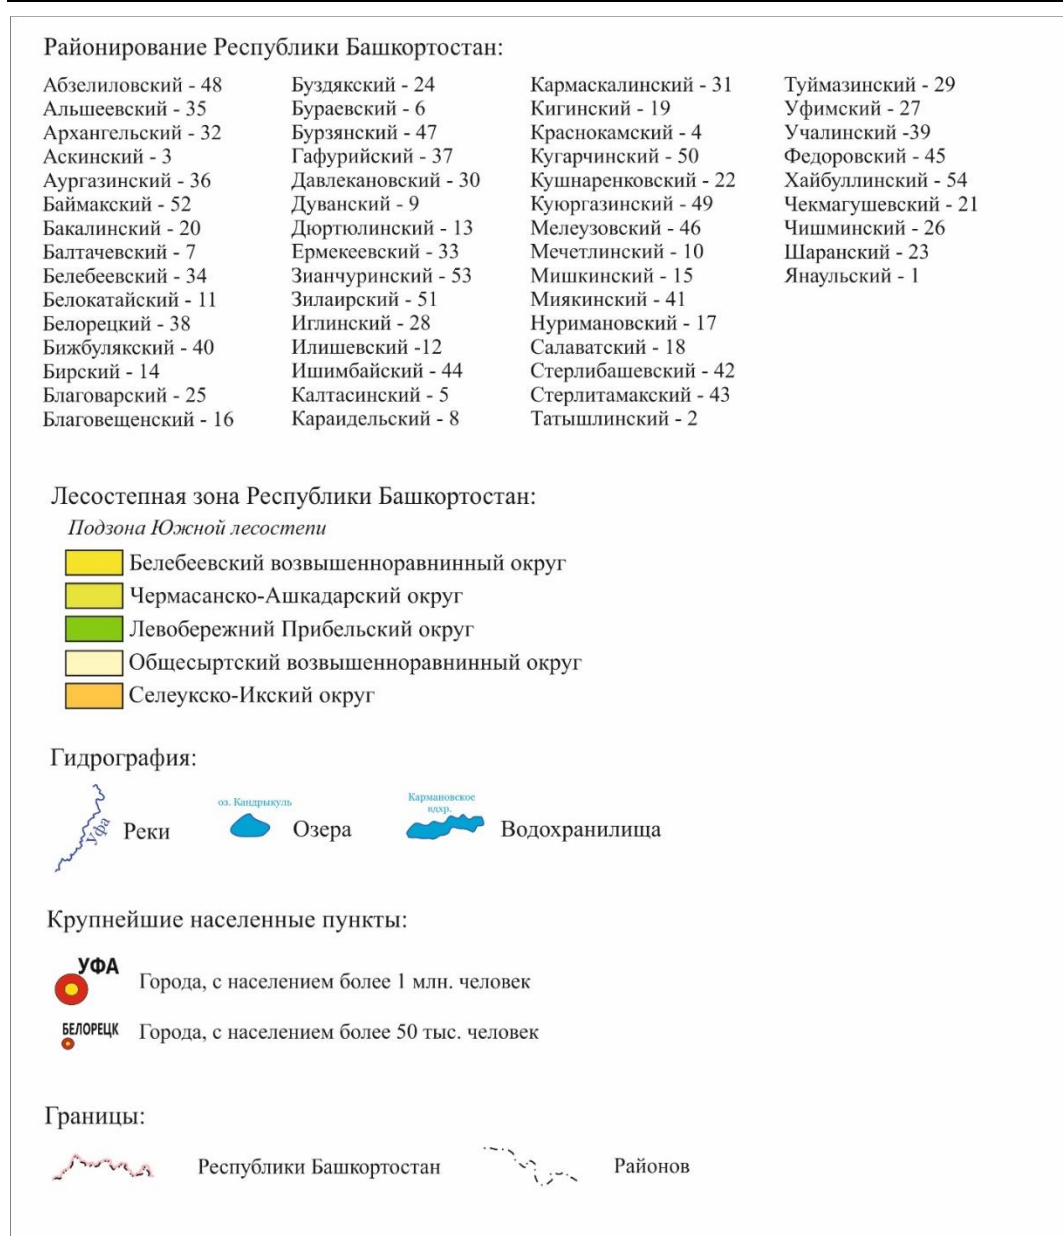 Районирование Республики Башкортостан:
Абзелиловский - 48
Альшеевский - 35
Архангельский - 32
Аскинский - 3
Аургазинский - 36
Баймакский - 52
Бакалинский - 20
Балтачевский - 7
Белебеевский - 34
Белокатайский - 11
Белорецкий - 38
Бижбулякский - 40
Бирский - 14
Благоварский - 25
Благовещенский - 16
Буздякский - 24
Бураевский - 6
Бурзянский - 47
Гафурийский - 37
Давлекановский - 30
Дуванский - 9
Дюртюлинский - 13
Ермекеевский - 33
Зианчуринский - 53
Зилаирский - 51
Иглинский - 28
Илишевский -12
Ишимбайский - 44
Калтасинский - 5
Караидельский - 8
Кармаскалинский - 31
Кигинский - 19
Краснокамский - 4
Кугарчинский - 50
Кушнаренковский - 22
Куюргазинский - 49
Мелеузовский - 46
Мечетлинский - 10
Мишкинский - 15
Миякинский - 41
Нуримановский - 17
Салаватский - 18
Стерлибашевский - 42
Стерлитамакский - 43
Татышлинский - 2
Туймазинский - 29
Уфимский - 27
Учалинский -39
Федоровский - 45
Хайбуллинский - 54
Чекмагушевский - 21
Чишминский - 26
Шаранский - 23
Янаульский - 1
Лесостепная зона Республики Башкортостан:
Подзона Южной лесостепи
Белебеевский возвышенноравнинный округ
Чермасанско-Ашкадарский округ
Левобережний Прибельский округ
Общесыртский возвышенноравнинный округ
Селеукско-Икский округ
Гидрография:
Уфа
Реки
оз. Кандрыкуль
Озера
Кармановское
вдхр.
Водохранилища
Крупнейшие населенные пункты:
УФА
Города, с населением более 1 млн. человек
БЕЛОРЕЦК
Города, с населением более 50 тыс. человек
Границы:
Республики Башкортостан
Районов